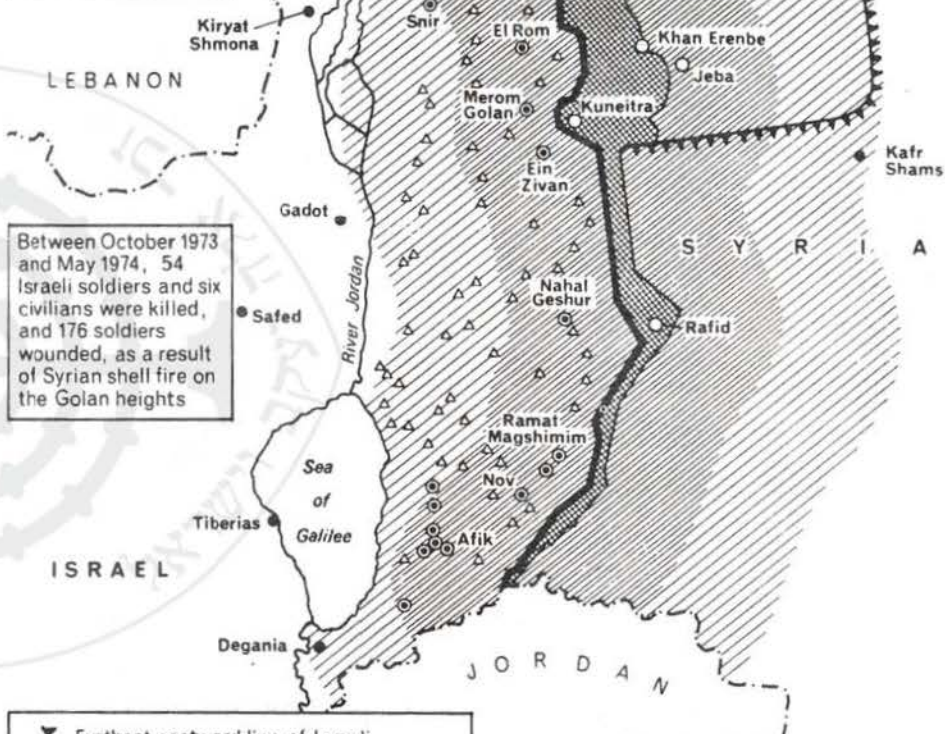 Kiryat
Shmona
Snir
El Rom
Khan Erenbe
Jeba
LEBANON
Merom
Golan
Kuneitra
Kafr
Shams
Ein
Zivan
Gadot
SYRIA
Between October 1973
and May 1974, 54
Israeli soldiers and six
civilians were killed,
and 176 soldiers
wounded, as a result
of Syrian shell fire on
the Golan heights
River Jordan
Nahal
Geshur
Safed
Rafid
Ramat
Magshimim
Sea
of
Galilee
Nov
Tiberias
Afik
ISRAEL
Degania
JORDAN